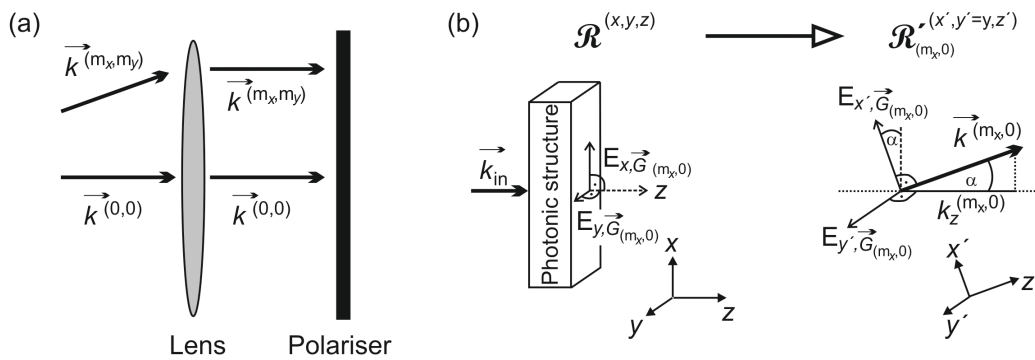 (a)
k⃗ (mx,my)
k⃗ (mx,my)
k⃗ (0,0)
k⃗ (0,0)
Lens
Polariser
(b)
ℛ (x,y,z)
ℛ′(mx,0) (x′,y′=y,z′)
k⃗in
Photonic structure
Ex,G⃗(mx,0)
z
Ey,G⃗(mx,0)
x
y
z
Ex′,G⃗(mx,0)
α
k⃗ (mx,0)
α
kz(mx,0)
Ey′,G⃗(mx,0)
x′
y′
z